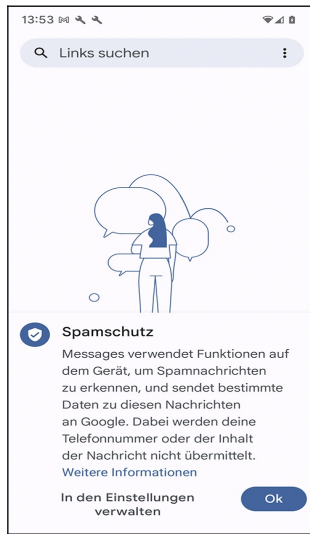 13:53
Links suchen
Spamschutz
Messages verwendet Funktionen auf
dem Gerät, um Spamnachrichten
zu erkennen, und sendet bestimmte
Daten zu diesen Nachrichten
an Google. Dabei werden deine
Telefonnummer oder der Inhalt
der Nachricht nicht übermittelt.
Weitere Informationen
In den Einstellungen
verwalten
Ok